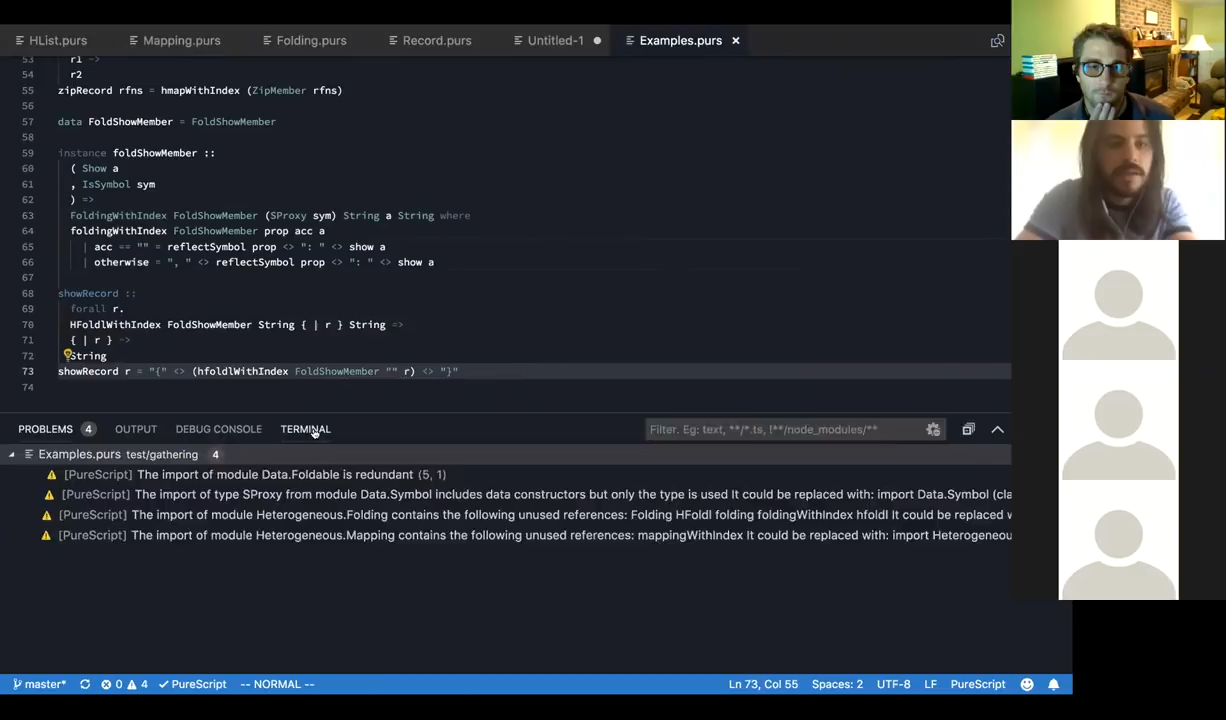 HList.purs Mapping.purs Folding.purs Record.purs Untitled-1 Examples.purs
53 r1 ->
54 r2
55 zipRecord rfns = hmapWithIndex (ZipMember rfns)
56
57 data FoldShowMember = FoldShowMember
58
59 instance foldShowMember ::
60 ( Show a
61 , IsSymbol sym
62 ) =>
63 FoldingWithIndex FoldShowMember (SProxy sym) String a String where
64 foldingWithIndex FoldShowMember prop acc a
65 | acc == "" = reflectSymbol prop <> ": " <> show a
66 | otherwise = ", " <> reflectSymbol prop <> ": " <> show a
67
68 showRecord ::
69 forall r.
70 HFoldlWithIndex FoldShowMember String { | r } String =>
71 { | r } ->
72 String
73 showRecord r = "{" <> (hfoldlWithIndex FoldShowMember "" r) <> "}"
74
PROBLEMS 4 OUTPUT DEBUG CONSOLE TERMINAL Filter. Eg: text, **/*.ts, !**/node_modules/**
Examples.purs test/gathering 4
[PureScript] The import of module Data.Foldable is redundant (5, 1)
[PureScript] The import of type SProxy from module Data.Symbol includes data constructors but only the type is used It could be replaced with: import Data.Symbol (cla
[PureScript] The import of module Heterogeneous.Folding contains the following unused references: Folding HFoldl folding foldingWithIndex hfoldl It could be replaced w
[PureScript] The import of module Heterogeneous.Mapping contains the following unused references: mappingWithIndex It could be replaced with: import Heterogeneou
master* 0 4 PureScript -- NORMAL -- Ln 73, Col 55 Spaces: 2 UTF-8 LF PureScript